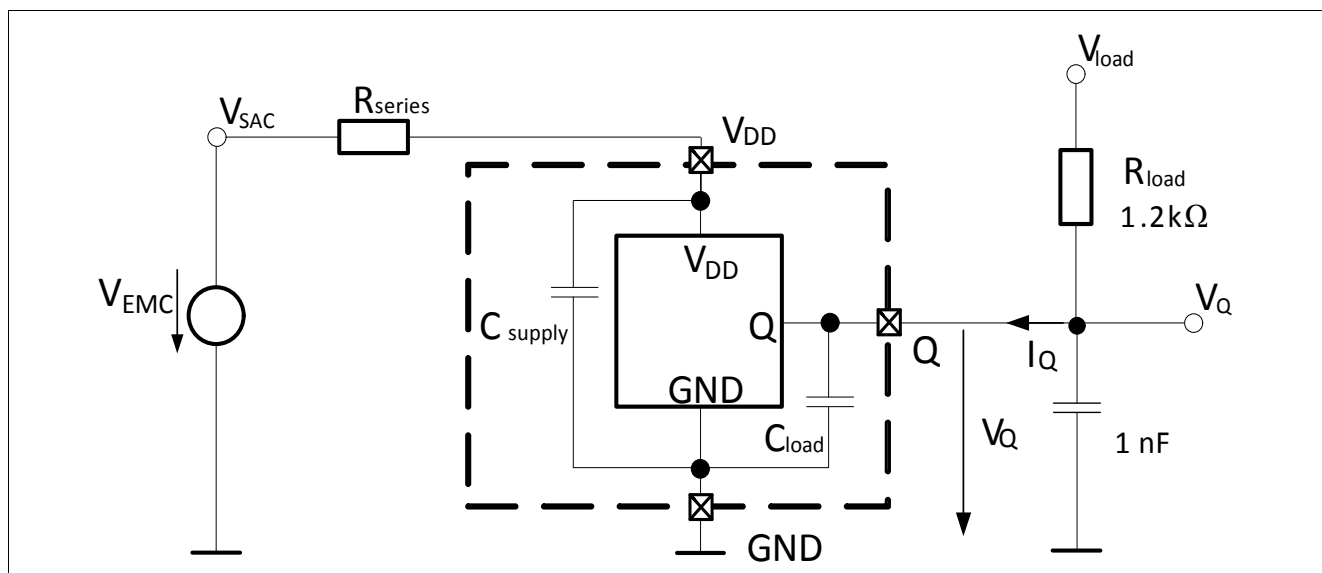 V_load
R_series
V_SAC
V_DD
R_load
1.2kΩ
V_DD
V_EMC
V_Q
C supply
Q
Q
I_Q
GND
C_load
V_Q
1 nF
GND